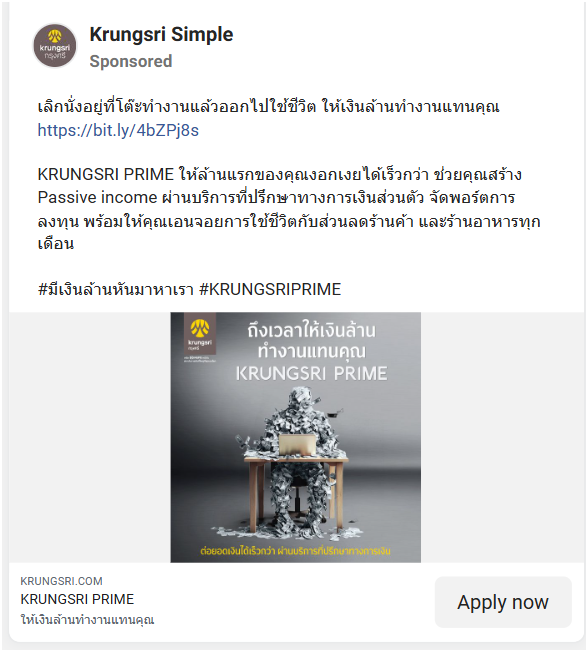 krungsri
กรุงศรี
Krungsri Simple
Sponsored
เลิกนั่งอยู่ที่โต๊ะทำงานแล้วออกไปใช้ชีวิต ให้เงินล้านทำงานแทนคุณ
https://bit.ly/4bZPj8s
KRUNGSRI PRIME ให้ล้านแรกของคุณงอกเงยได้เร็วกว่า ช่วยคุณสร้าง
Passive income ผ่านบริการที่ปรึกษาทางการเงินส่วนตัว จัดพอร์ตการ
ลงทุน พร้อมให้คุณเอนจอยการใช้ชีวิตกับส่วนลดร้านค้า และร้านอาหารทุก
เดือน
#มีเงินล้านหันมาหาเรา #KRUNGSRIPRIME
krungsri
กรุงศรี
ถึงเวลาให้เงินล้าน
ทำงานแทนคุณ
KRUNGSRI PRIME
ต่อยอดเงินได้เร็วกว่า ผ่านบริการที่ปรึกษาทางการเงิน
KRUNGSRI.COM
KRUNGSRI PRIME
ให้เงินล้านทำงานแทนคุณ
Apply now